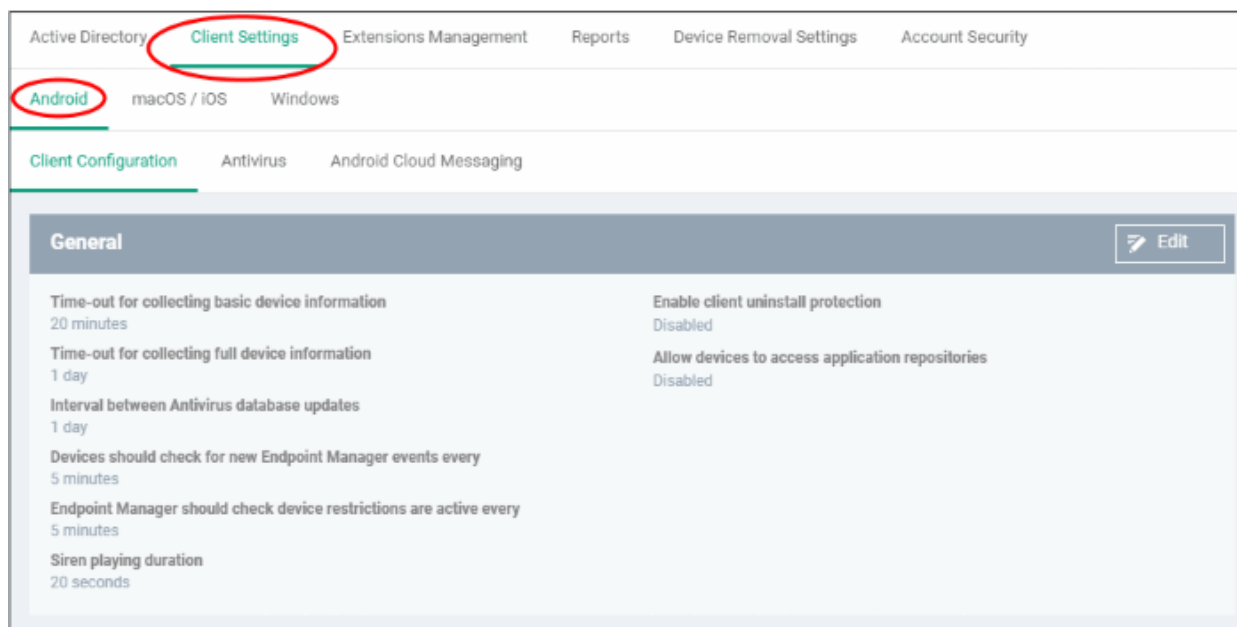 Active Directory Client Settings Extensions Management Reports Device Removal Settings Account Security
Android macOS / iOS Windows
Client Configuration Antivirus Android Cloud Messaging
General Edit
Time-out for collecting basic device information
20 minutes
Time-out for collecting full device information
1 day
Interval between Antivirus database updates
1 day
Devices should check for new Endpoint Manager events every
5 minutes
Endpoint Manager should check device restrictions are active every
5 minutes
Siren playing duration
20 seconds
Enable client uninstall protection
Disabled
Allow devices to access application repositories
Disabled